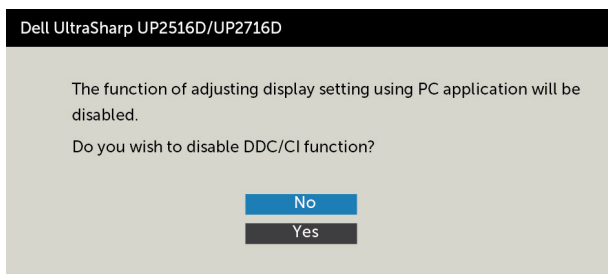 Dell UltraSharp UP2516D/UP2716D
The function of adjusting display setting using PC application will be
disabled.
Do you wish to disable DDC/CI function?
No
Yes